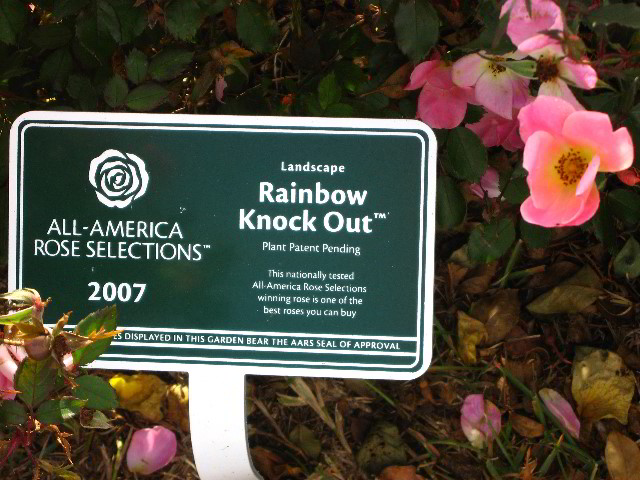 ALL-AMERICA
ROSE SELECTIONS™
2007
Landscape
Rainbow
Knock Out™
Plant Patent Pending
This nationally tested
All-America Rose Selections
winning rose is one of the
best roses you can buy
DISPLAYED IN THIS GARDEN BEAR THE AARS SEAL OF APPROVAL